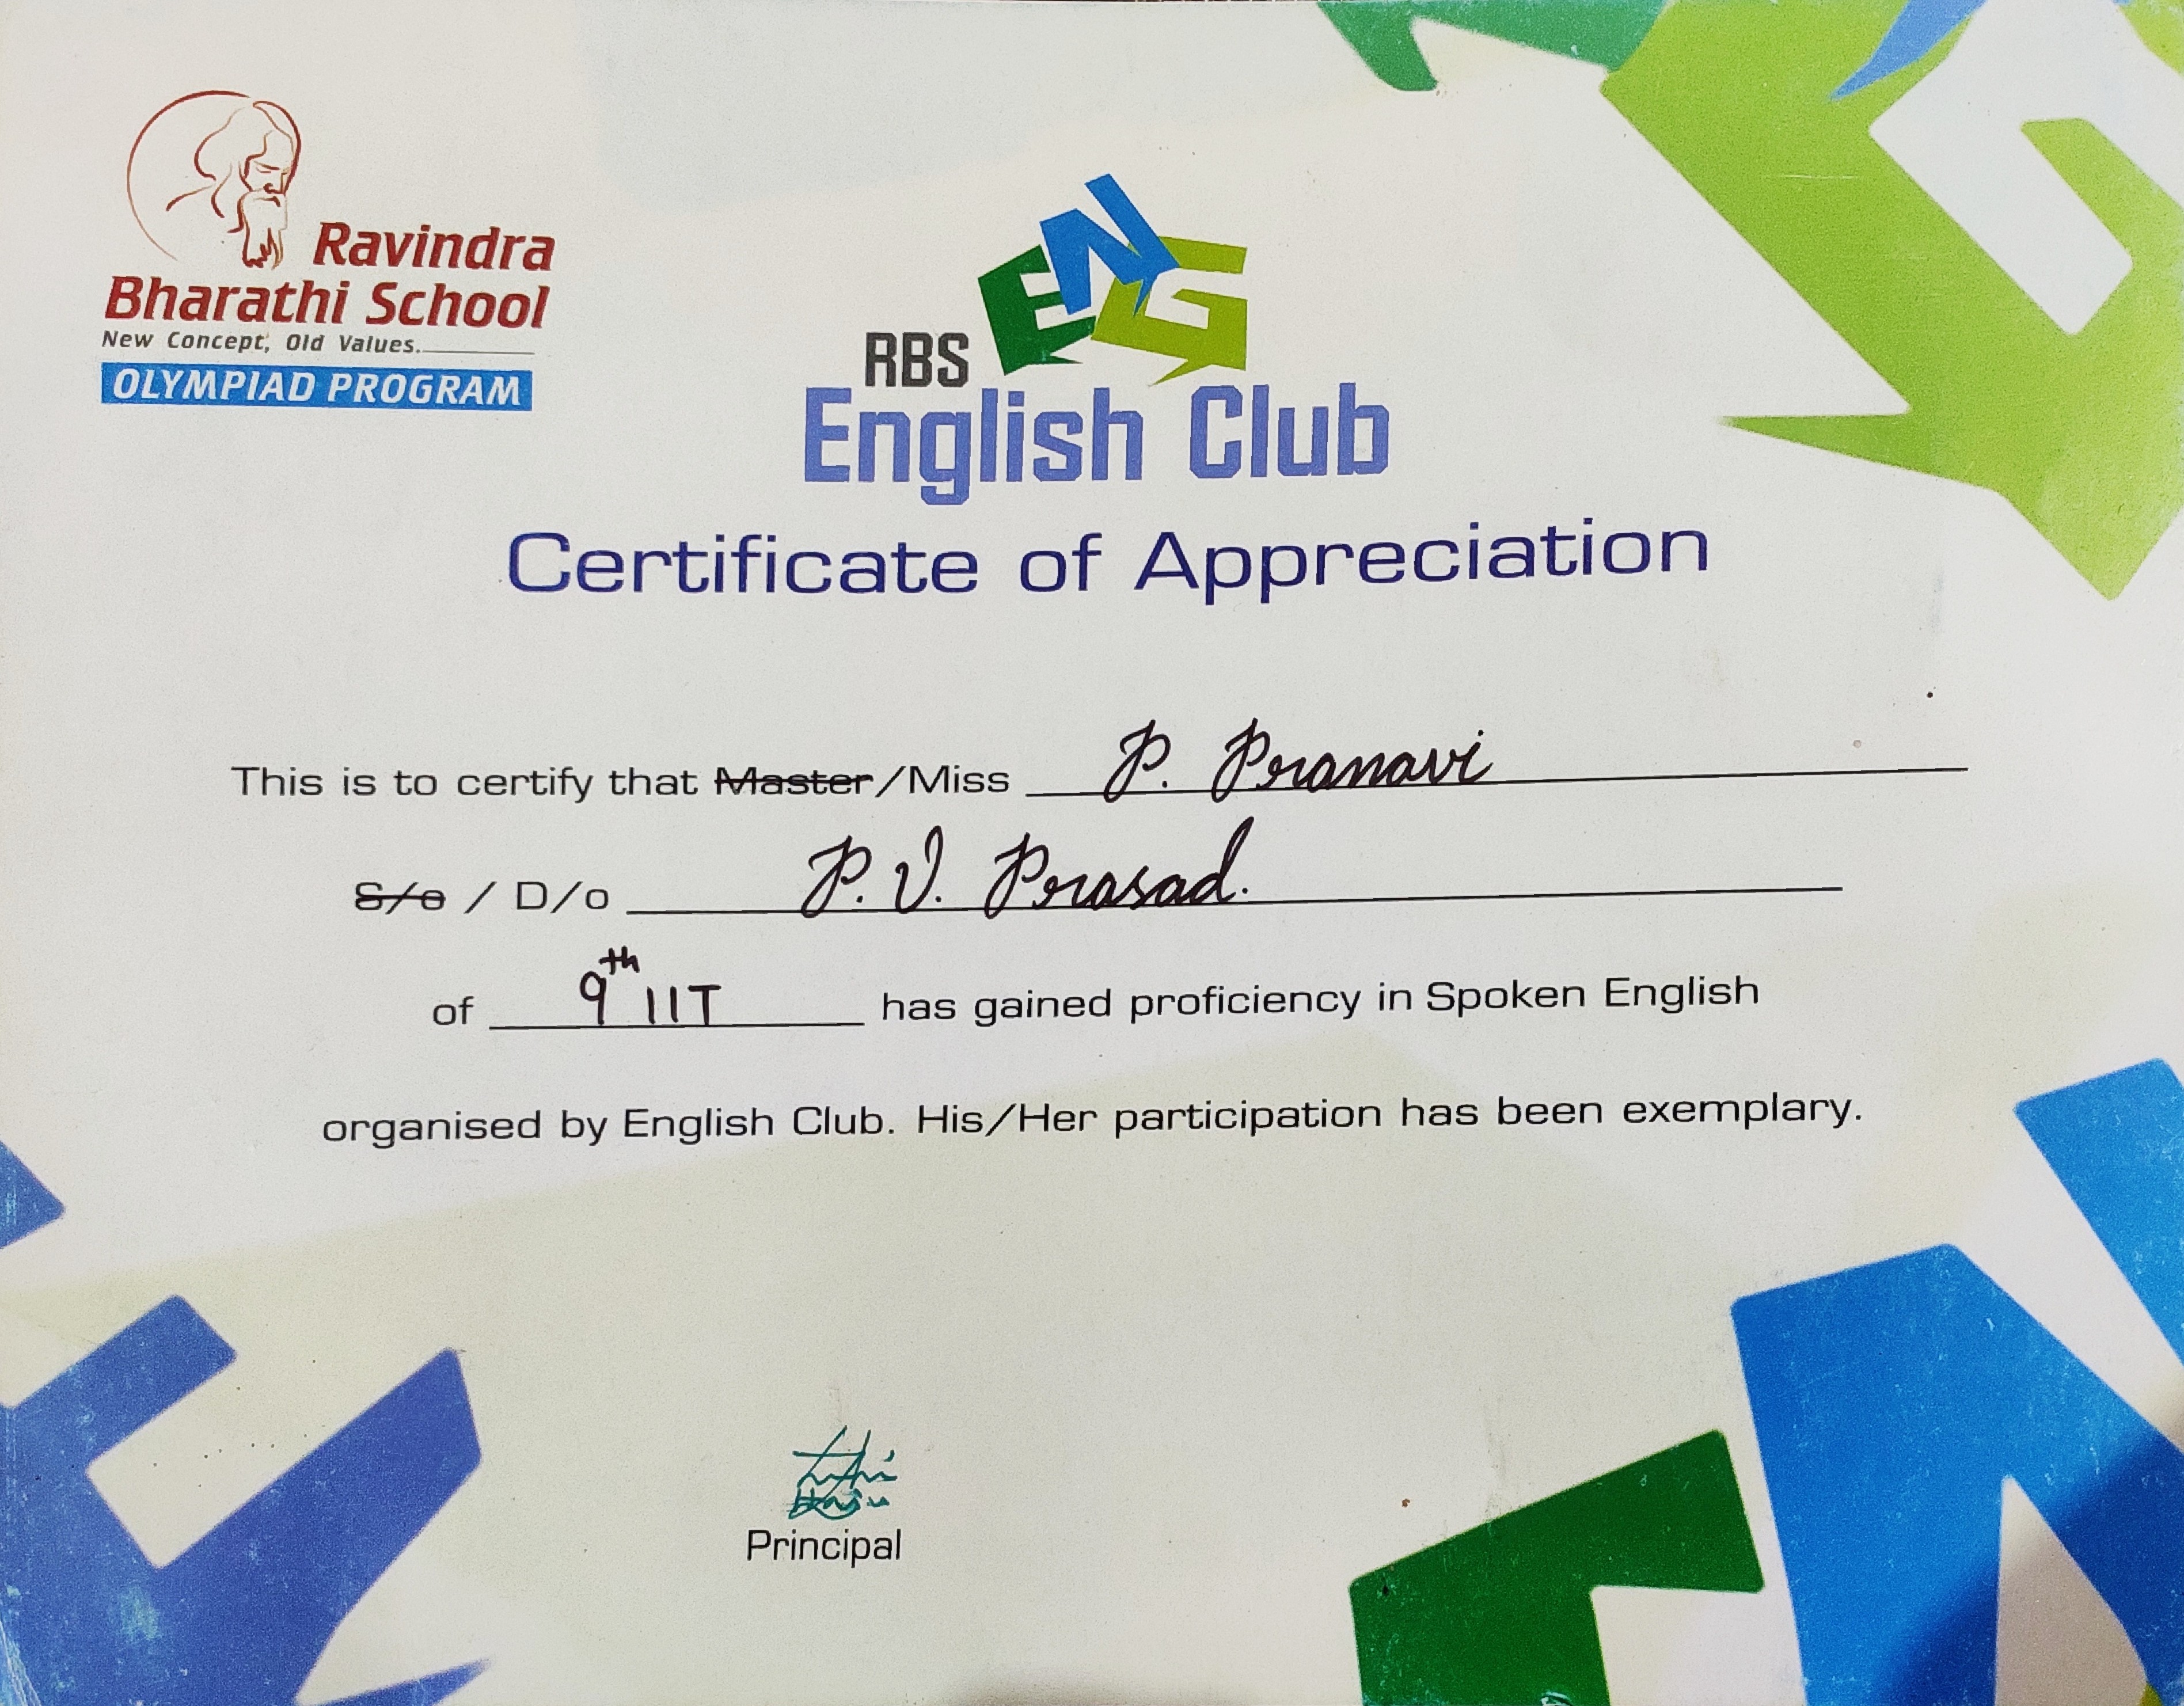 Ravindra
Bharathi School
New Concept, Old Values.
OLYMPIAD PROGRAM
ENG
RBS
English Club
Certificate of Appreciation
This is to certify that Master/Miss P. Pranavi
S/o / D/o P. V. Prasad.
of 9th IIT has gained proficiency in Spoken English
organised by English Club. His/Her participation has been exemplary.
Principal